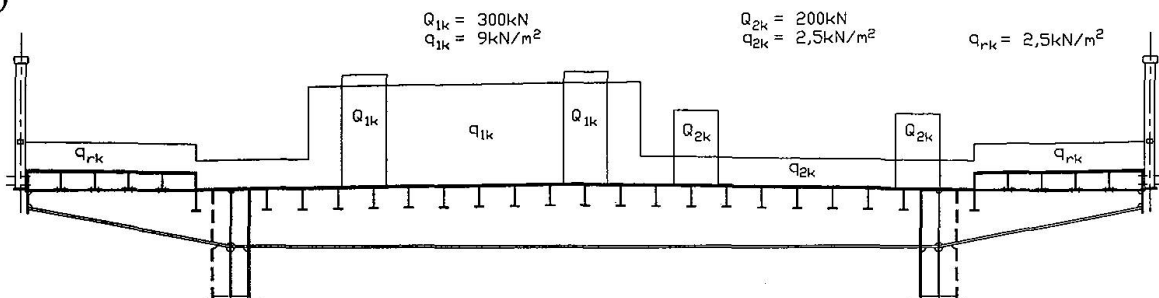 )
Q1k = 300kN
q1k = 9kN/m²
Q2k = 200kN
q2k = 2,5kN/m²
qrk = 2,5kN/m²
qrk
Q1k
q1k
Q1k
Q2k
q2k
Q2k
qrk